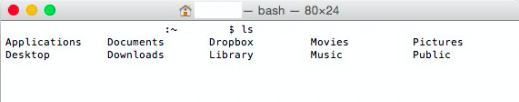 — bash — 80×24
:~ $ ls
Applications Documents Dropbox Movies Pictures
Desktop Downloads Library Music Public